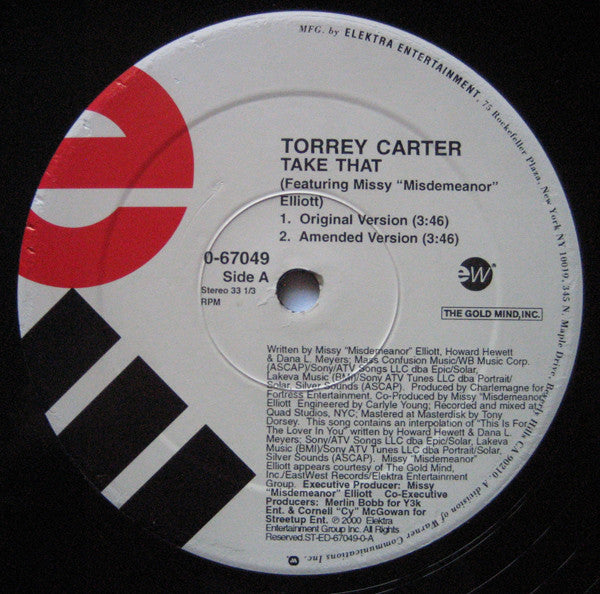 MFG. by ELEKTRA ENTERTAINMENT, 75 Rockefeller Plaza, New York NY 10019, 345 N. Maple Drive, Beverly Hills CA 90210. A division of Warner Communications Inc.
TORREY CARTER
TAKE THAT
(Featuring Missy "Misdemeanor"
Elliott)
1. Original Version (3:46)
2. Amended Version (3:46)
0-67049
Side A
Stereo 33 1/3
RPM
eW®
THE GOLD MIND, INC.
Written by Missy "Misdemeanor" Elliott, Howard Hewett
& Dana L. Meyers; Mass Confusion Music/WB Music Corp.
(ASCAP)/Sony/ATV Songs LLC dba Epic/Solar,
Lakeva Music (BMI)/Sony ATV Tunes LLC dba Portrait/
Solar, Silver Sounds (ASCAP). Produced by Charlemagne for
Fortress Entertainment. Co-Produced by Missy "Misdemeanor"
Elliott Engineered by Carlyle Young; Recorded and mixed at
Quad Studios, NYC; Mastered at Masterdisk by Tony
Dorsey. This song contains an interpolation of "This Is For
The Lover In You" written by Howard Hewett & Dana L.
Meyers; Sony/ATV Songs LLC dba Epic/Solar, Lakeva
Music (BMI)/Sony ATV Tunes LLC dba Portrait/Solar,
Silver Sounds (ASCAP). Missy "Misdemeanor"
Elliott appears courtesy of The Gold Mind,
Inc./EastWest Records/Elektra Entertainment
Group. Executive Producer: Missy
"Misdemeanor" Elliott Co-Executive
Producers: Merlin Bobb for Y3k
Ent. & Cornell "Cy" McGowan for
Streetup Ent. ℗ 2000 Elektra
Entertainment Group Inc. All Rights
Reserved.ST-ED-67049-0-A